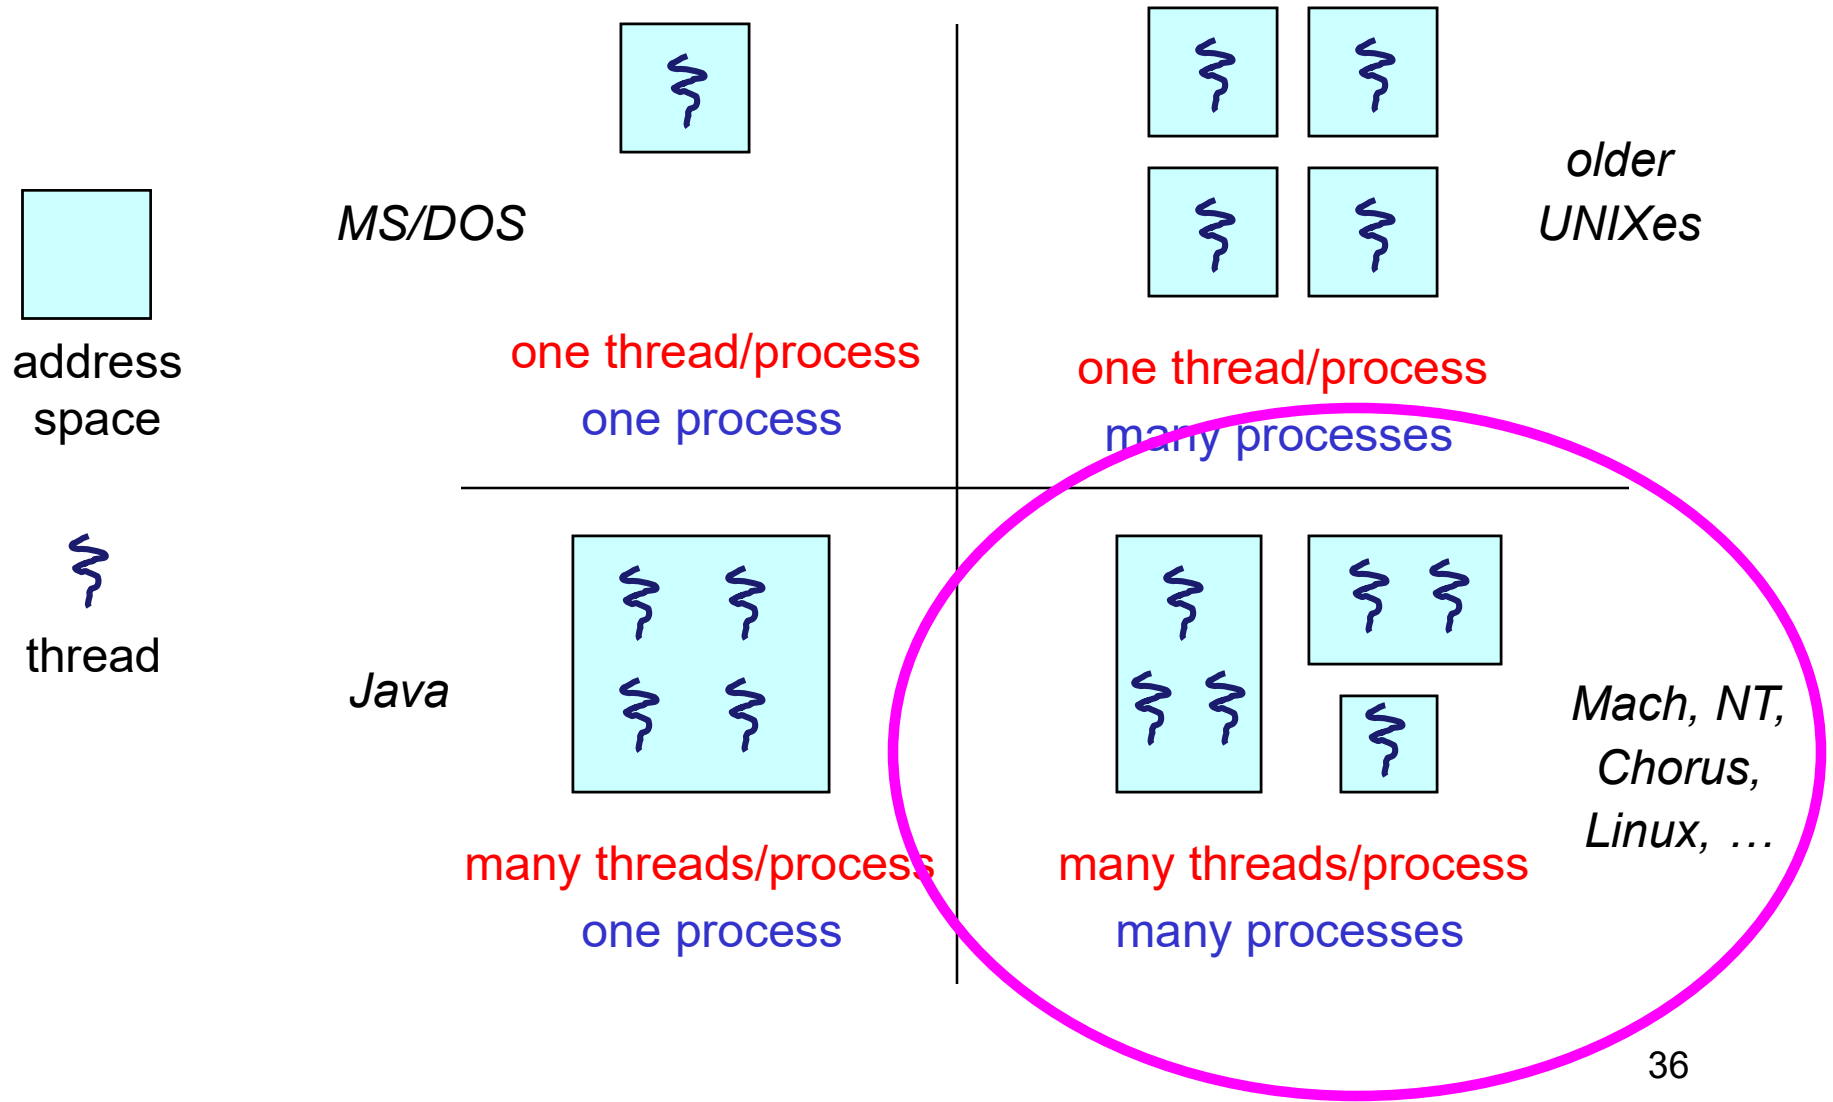 address
space
thread
MS/DOS
one thread/process
one process
older
UNIXes
one thread/process
many processes
Java
many threads/process
one process
Mach, NT,
Chorus,
Linux, …
many threads/process
many processes
36